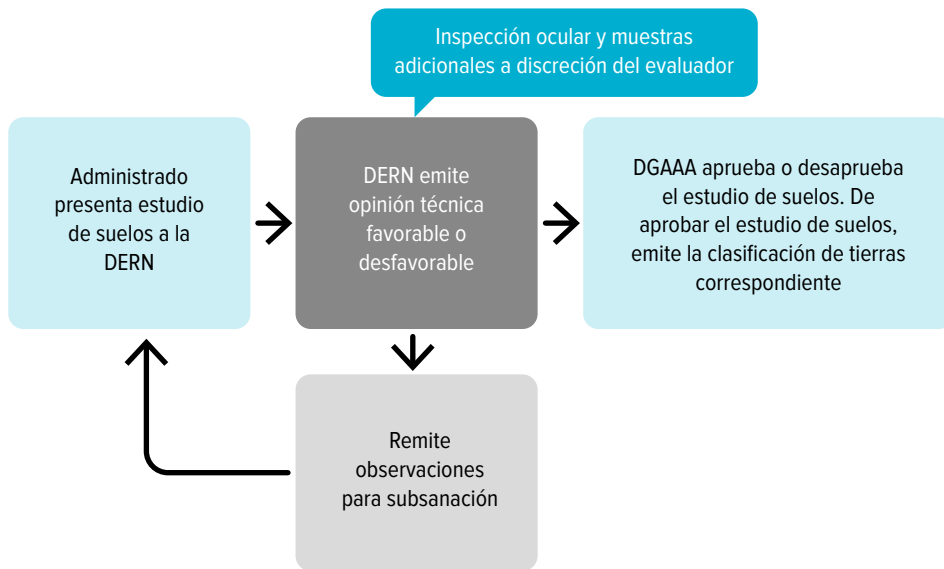 Inspección ocular y muestras
adicionales a discreción del evaluador
Administrado
presenta estudio
de suelos a la
DERN
DERN emite
opinión técnica
favorable o
desfavorable
DGAAA aprueba o desaprueba
el estudio de suelos. De
aprobar el estudio de suelos,
emite la clasificación de tierras
correspondiente
Remite
observaciones
para subsanación